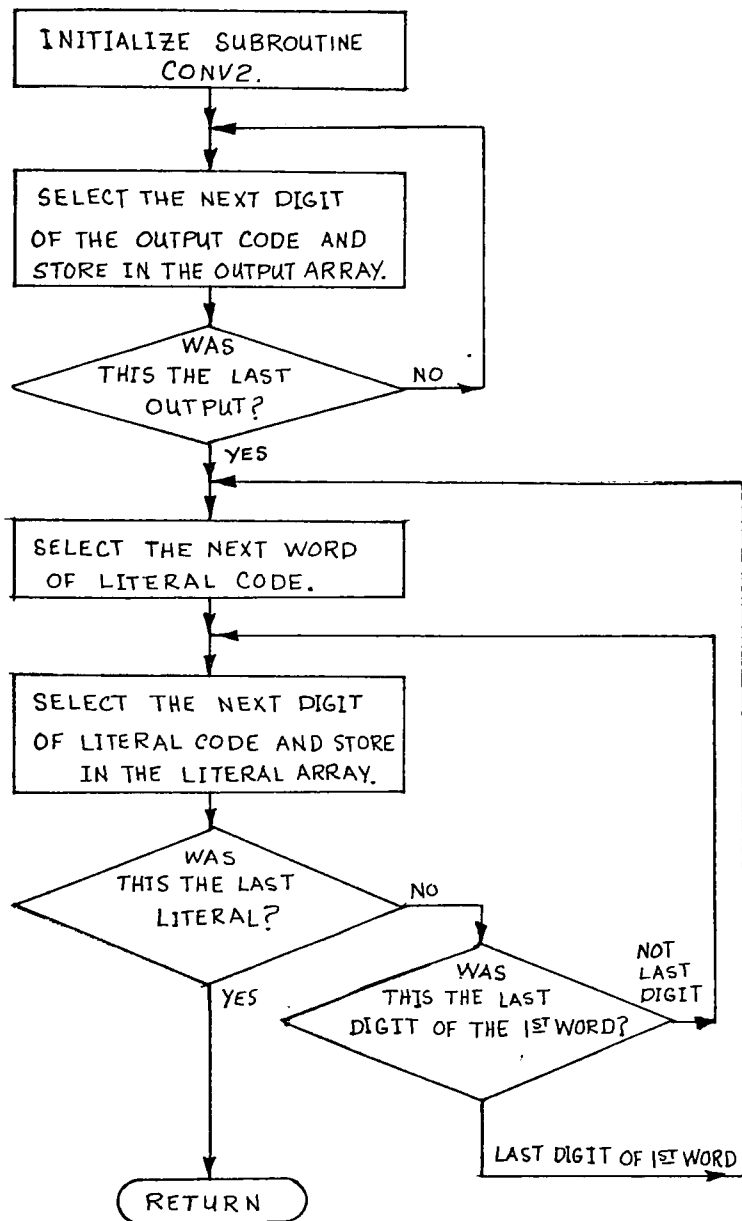 INITIALIZE SUBROUTINE
CONV2.
SELECT THE NEXT DIGIT
OF THE OUTPUT CODE AND
STORE IN THE OUTPUT ARRAY.
WAS
THIS THE LAST
OUTPUT?
NO
YES
SELECT THE NEXT WORD
OF LITERAL CODE.
SELECT THE NEXT DIGIT
OF LITERAL CODE AND STORE
IN THE LITERAL ARRAY.
WAS
THIS THE LAST
LITERAL?
NO
YES
WAS
THIS THE LAST
DIGIT OF THE 1ST WORD?
NOT
LAST
DIGIT
LAST DIGIT OF 1ST WORD
RETURN